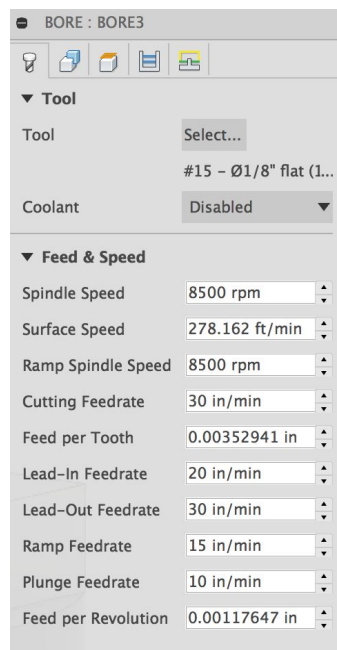 BORE : BORE3
▼ Tool
Tool Select...
#15 - Ø1/8" flat (1...
Coolant Disabled
▼ Feed & Speed
Spindle Speed 8500 rpm
Surface Speed 278.162 ft/min
Ramp Spindle Speed 8500 rpm
Cutting Feedrate 30 in/min
Feed per Tooth 0.00352941 in
Lead-In Feedrate 20 in/min
Lead-Out Feedrate 30 in/min
Ramp Feedrate 15 in/min
Plunge Feedrate 10 in/min
Feed per Revolution 0.00117647 in